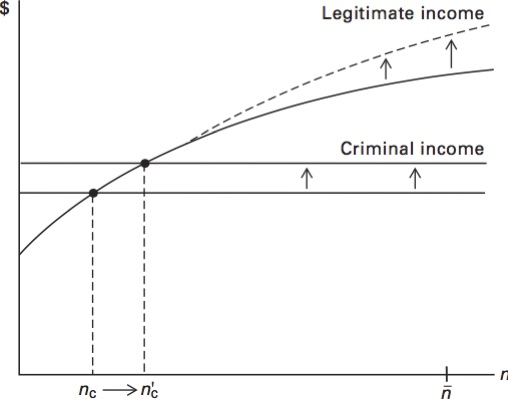 $
Legitimate income
Criminal income
n
n_c → n'_c
n̄